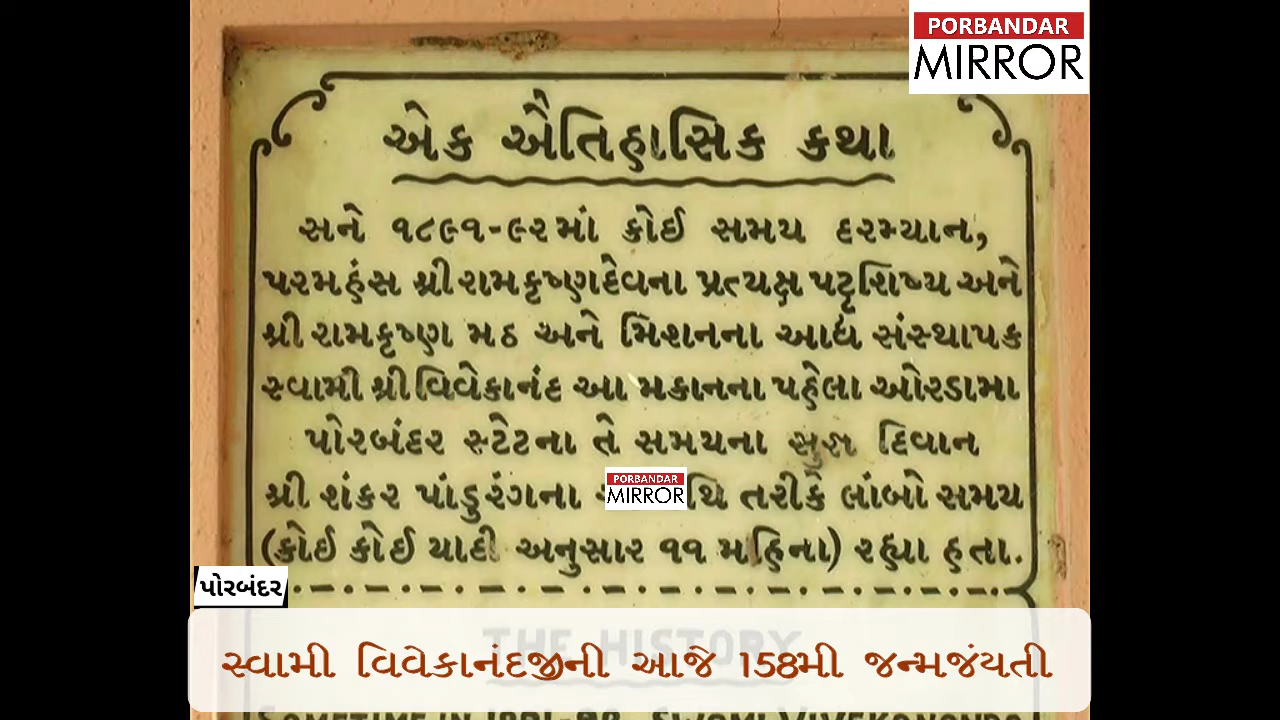 PORBANDAR
MIRROR
એક ઐતિહાસિક કથા
સને ૧૮૯૧-૯૨માં કોઈ સમય દરમ્યાન,
પરમહંસ શ્રી રામકૃષ્ણદેવના પ્રત્યક્ષ પટ્ટશિષ્ય અને
શ્રી રામકૃષ્ણ મઠ અને મિશનના આદ્ય સંસ્થાપક
સ્વામી શ્રી વિવેકાનંદ આ મકાનના પહેલા ઓરડામા
પોરબંદર સ્ટેટના તે સમયના સુજ્ઞ દિવાન
શ્રી શંકર પાંડુરંગના તરીકે લાંબો સમય
PORBANDAR
MIRROR
(કોઈ કોઈ યાદી અનુસાર ૧૧ મહિના) રહ્યા હતા.
પોરબંદર
THE HISTORY
સ્વામી વિવેકાનંદજીની આજે 158મી જન્મજંયતી